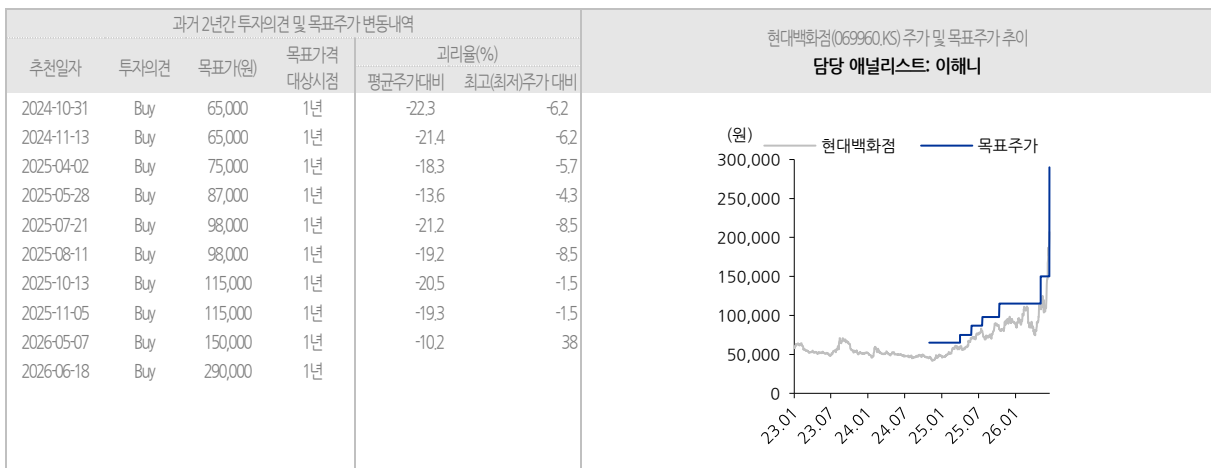 과거 2년간 투자의견 및 목표주가 변동내역
추천일자 투자의견 목표가(원) 목표가격 대상시점 괴리율(%)
평균주가대비 최고(최저)주가 대비
2024-10-31 Buy 65,000 1년 -22.3 -6.2
2024-11-13 Buy 65,000 1년 -21.4 -6.2
2025-04-02 Buy 75,000 1년 -18.3 -5.7
2025-05-28 Buy 87,000 1년 -13.6 -4.3
2025-07-21 Buy 98,000 1년 -21.2 -8.5
2025-08-11 Buy 98,000 1년 -19.2 -8.5
2025-10-13 Buy 115,000 1년 -20.5 -1.5
2025-11-05 Buy 115,000 1년 -19.3 -1.5
2026-05-07 Buy 150,000 1년 -10.2 38
2026-06-18 Buy 290,000 1년
현대백화점(069960.KS) 주가 및 목표주가 추이
담당 애널리스트: 이해니
(원)
현대백화점 목표주가
300,000
250,000
200,000
150,000
100,000
50,000
0
23.01 23.07 24.01 24.07 25.01 25.07 26.01